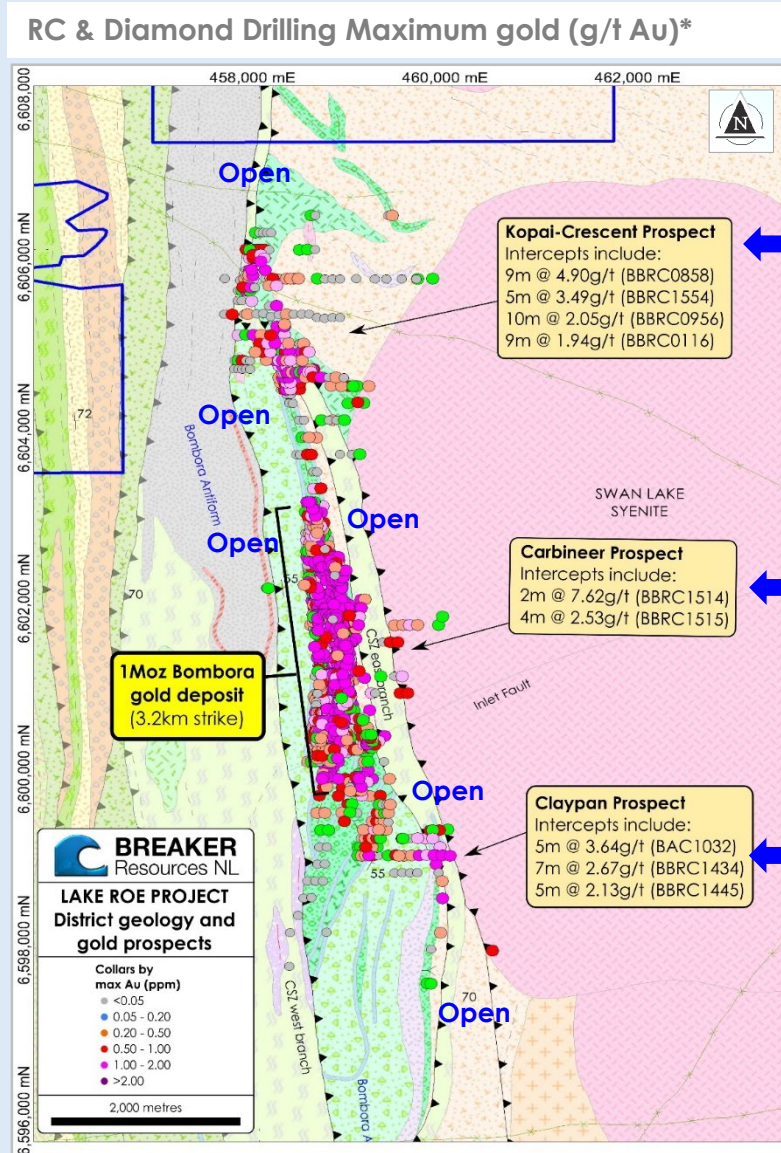 RC & Diamond Drilling Maximum gold (g/t Au)*
458,000 mE
460,000 mE
462,000 mE
6,608,000 mN
N
Open
Kopai-Crescent Prospect
Intercepts include:
9m @ 4.90g/t (BBRC0858)
5m @ 3.49g/t (BBRC1554)
10m @ 2.05g/t (BBRC0956)
9m @ 1.94g/t (BBRC0116)
6,606,000 mN
72
Open
6,604,000 mN
Bombora Antiform
SWAN LAKE
SYENITE
Open
Open
55
70
Carbineer Prospect
Intercepts include:
2m @ 7.62g/t (BBRC1514)
4m @ 2.53g/t (BBRC1515)
6,602,000 mN
CSZ east branch
1Moz Bombora
gold deposit
(3.2km strike)
Inlet Fault
6,600,000 mN
Open
Claypan Prospect
Intercepts include:
5m @ 3.64g/t (BAC1032)
7m @ 2.67g/t (BBRC1434)
5m @ 2.13g/t (BBRC1445)
55
BREAKER
Resources NL
LAKE ROE PROJECT
District geology and
gold prospects
Collars by
max Au (ppm)
<0.05
0.05 - 0.20
0.20 - 0.50
0.50 - 1.00
1.00 - 2.00
>2.00
2,000 metres
6,598,000 mN
CSZ west branch
70
Open
Bombora A
6,596,000 mN